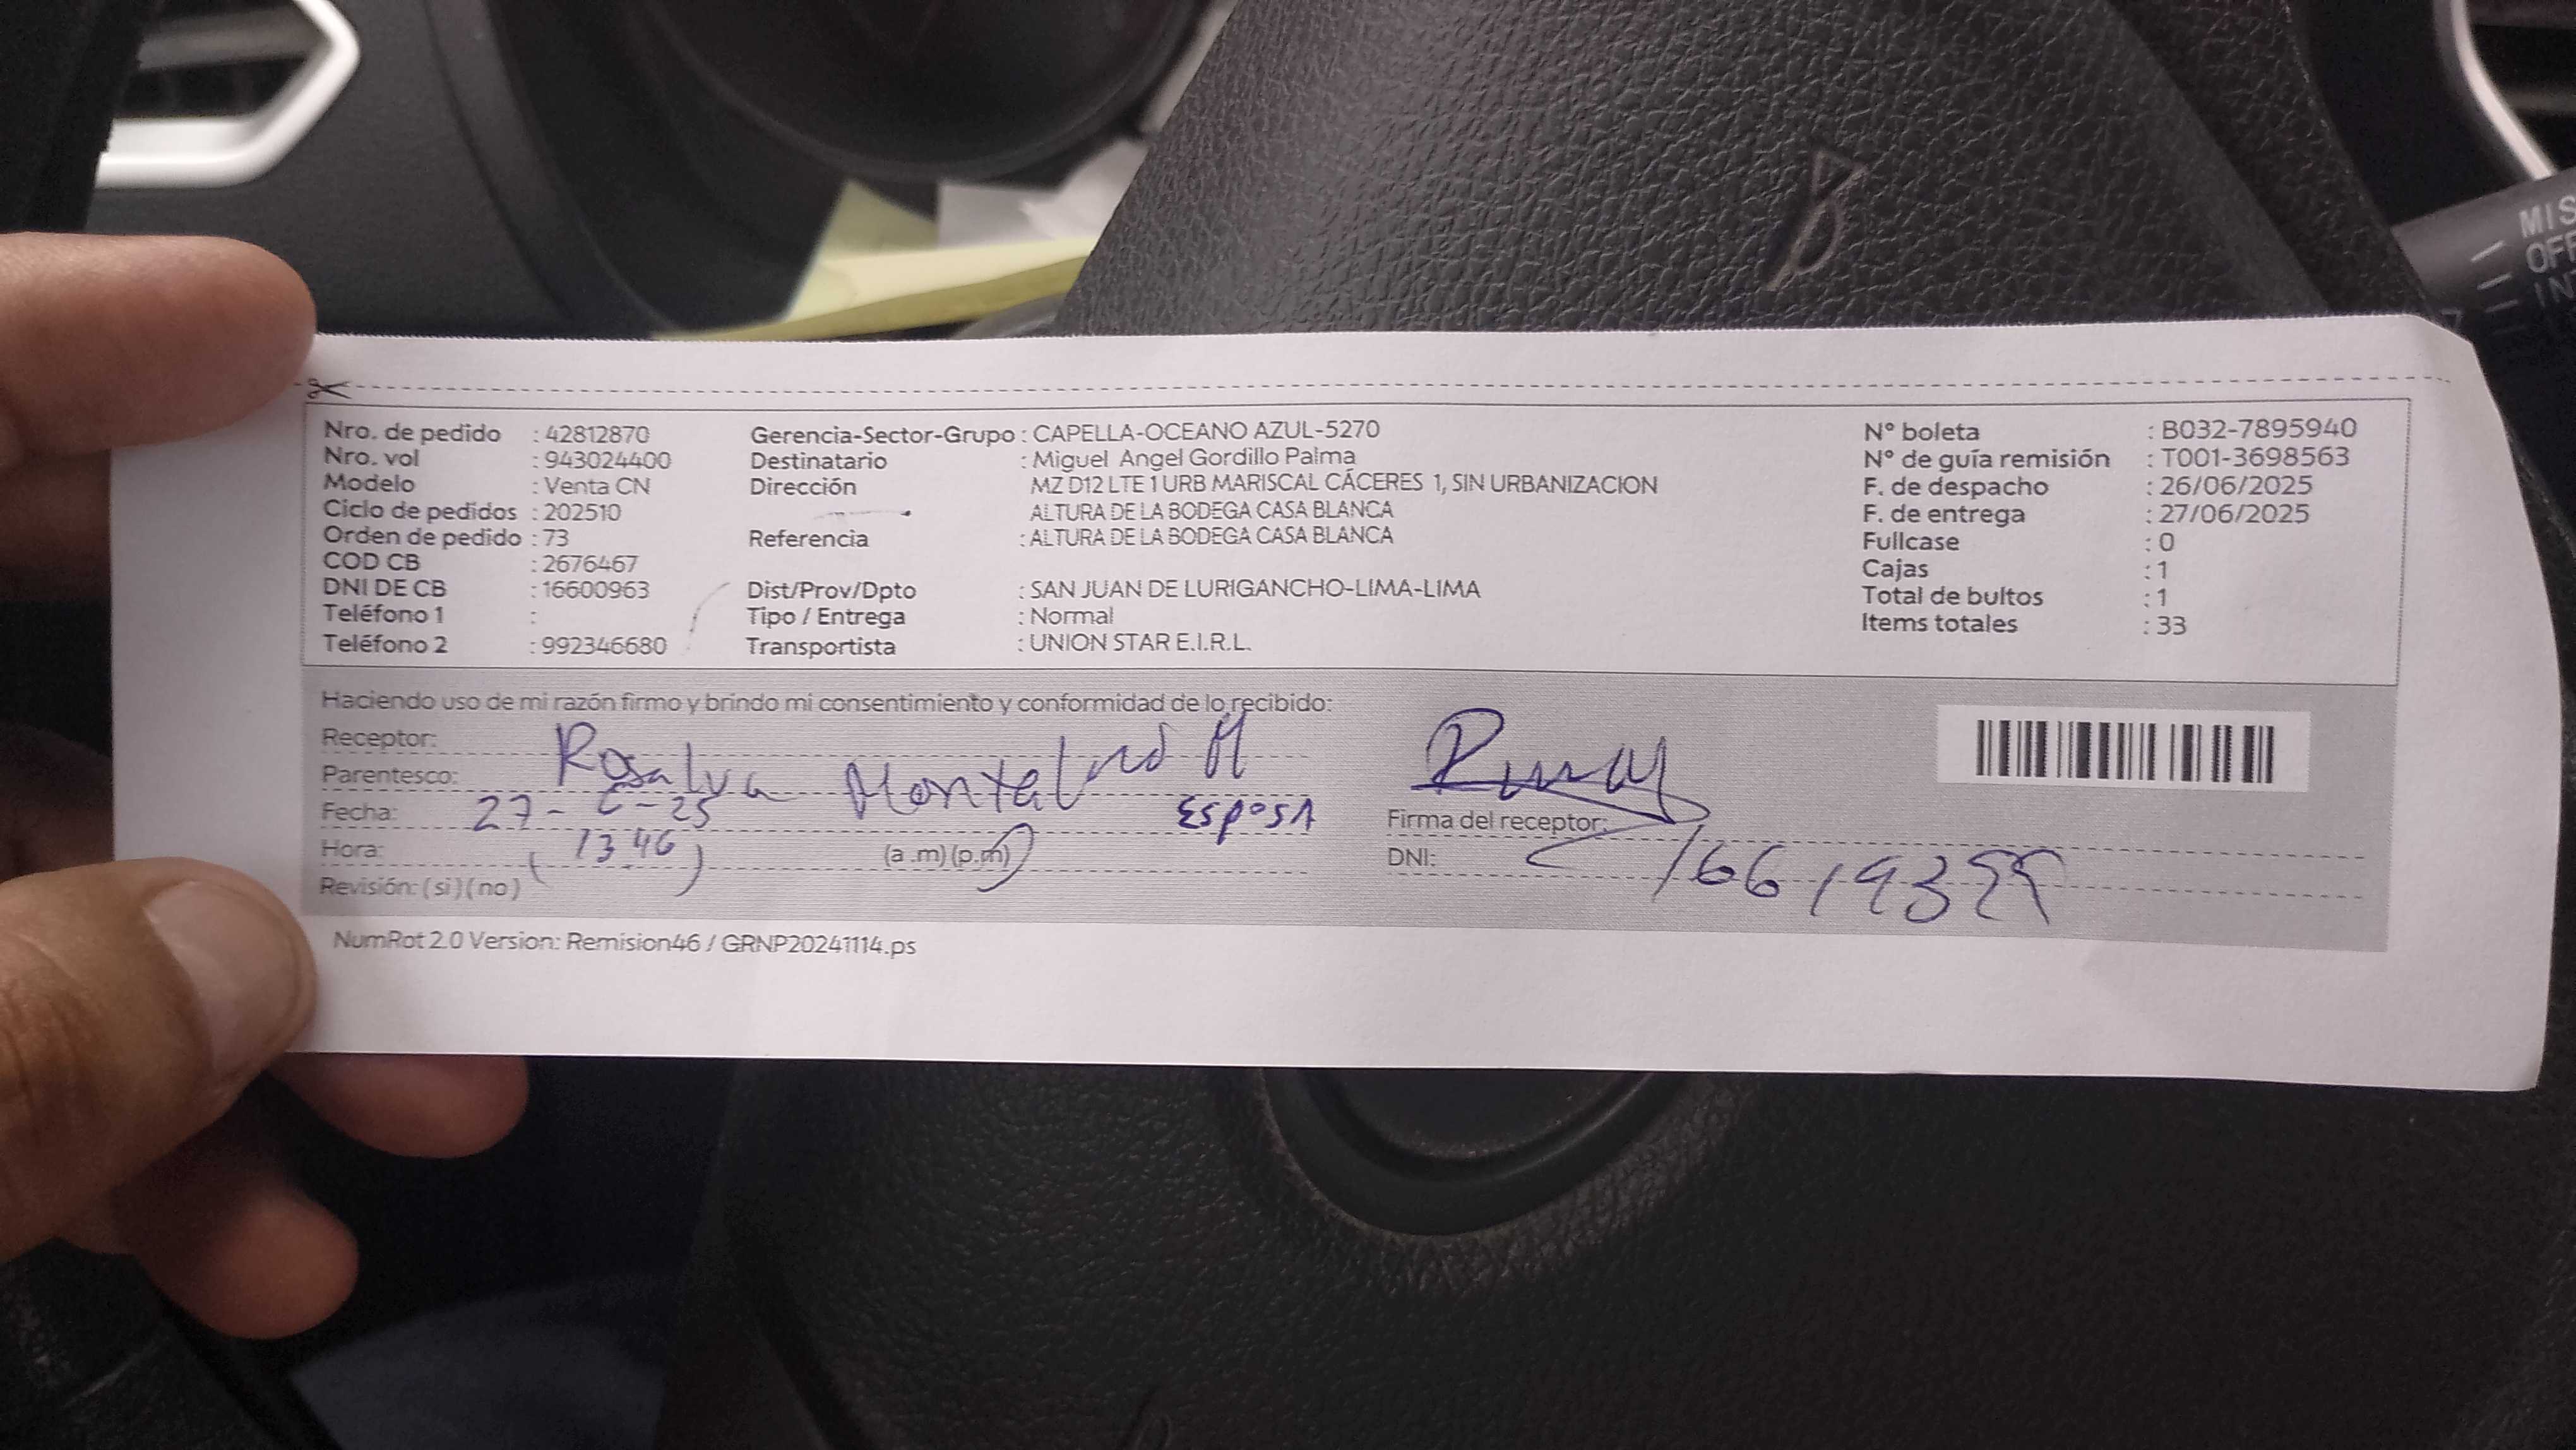 Nro. de pedido : 42812870
Nro. vol : 943024400
Modelo : Venta CN
Ciclo de pedidos : 202510
Orden de pedido : 73
COD CB : 2676467
DNI DE CB : 16600963
Teléfono 1 :
Teléfono 2 : 992346680
Gerencia-Sector-Grupo : CAPELLA-OCEANO AZUL-5270
Destinatario : Miguel Angel Gordillo Palma
Dirección MZ D12 LTE 1 URB MARISCAL CÁCERES 1, SIN URBANIZACION
ALTURA DE LA BODEGA CASA BLANCA
Referencia : ALTURA DE LA BODEGA CASA BLANCA
Dist/Prov/Dpto : SAN JUAN DE LURIGANCHO-LIMA-LIMA
Tipo / Entrega : Normal
Transportista : UNION STAR E.I.R.L.
N° boleta : B032-7895940
N° de guía remisión : T001-3698563
F. de despacho : 26/06/2025
F. de entrega : 27/06/2025
Fullcase : 0
Cajas : 1
Total de bultos : 1
Items totales : 33
Haciendo uso de mi razón firmo y brindo mi consentimiento y conformidad de lo recibido:
Receptor: Rosalva M
Parentesco: ESPOSA
Fecha: 27-6-25
Hora: 13 46 (a.m)(p.m)
Revisión: (si)(no)
Firma del receptor:
DNI:
NumRot 2.0 Version: Remision46 / GRNP20241114.ps
MIS
OFF